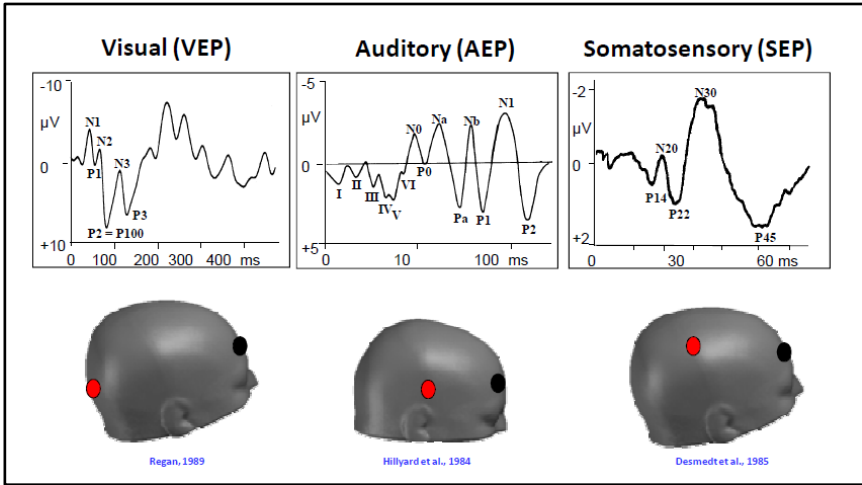 Visual (VEP)
Auditory (AEP)
Somatosensory (SEP)
-10
µV
0
+10
N1
N2
P1
N3
P3
P2 = P100
0 100 200 300 400 ms
-5
µV
0
+5
I
II
III
IV
V
VI
N0
P0
Na
Pa
Nb
P1
N1
P2
0 10 100 ms
-2
µV
0
+2
N20
P14
P22
N30
P45
0 30 60 ms
Regan, 1989
Hillyard et al., 1984
Desmedt et al., 1985